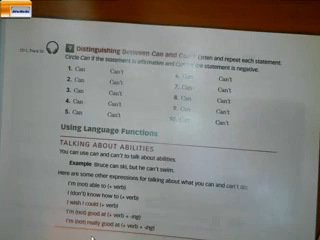 Distinguishing Between Can and Can't Listen and repeat each statement.
Circle Can if the statement is affirmative and Can't if the statement is negative.
1. Can Can't 6. Can Can't
2. Can Can't 7. Can Can't
3. Can Can't 8. Can Can't
4. Can Can't 9. Can Can't
5. Can Can't 10. Can Can't
Using Language Functions
TALKING ABOUT ABILITIES
You can use can and can't to talk about abilities.
Example Bruce can ski, but he can't swim.
Here are some other expressions for talking about what you can and can't do:
I'm (not) able to (+ verb)
I (don't) know how to (+ verb)
I wish I could (+ verb)
I'm (not) good at (+ verb + -ing)
I'm (not) really good at (+ verb + -ing)